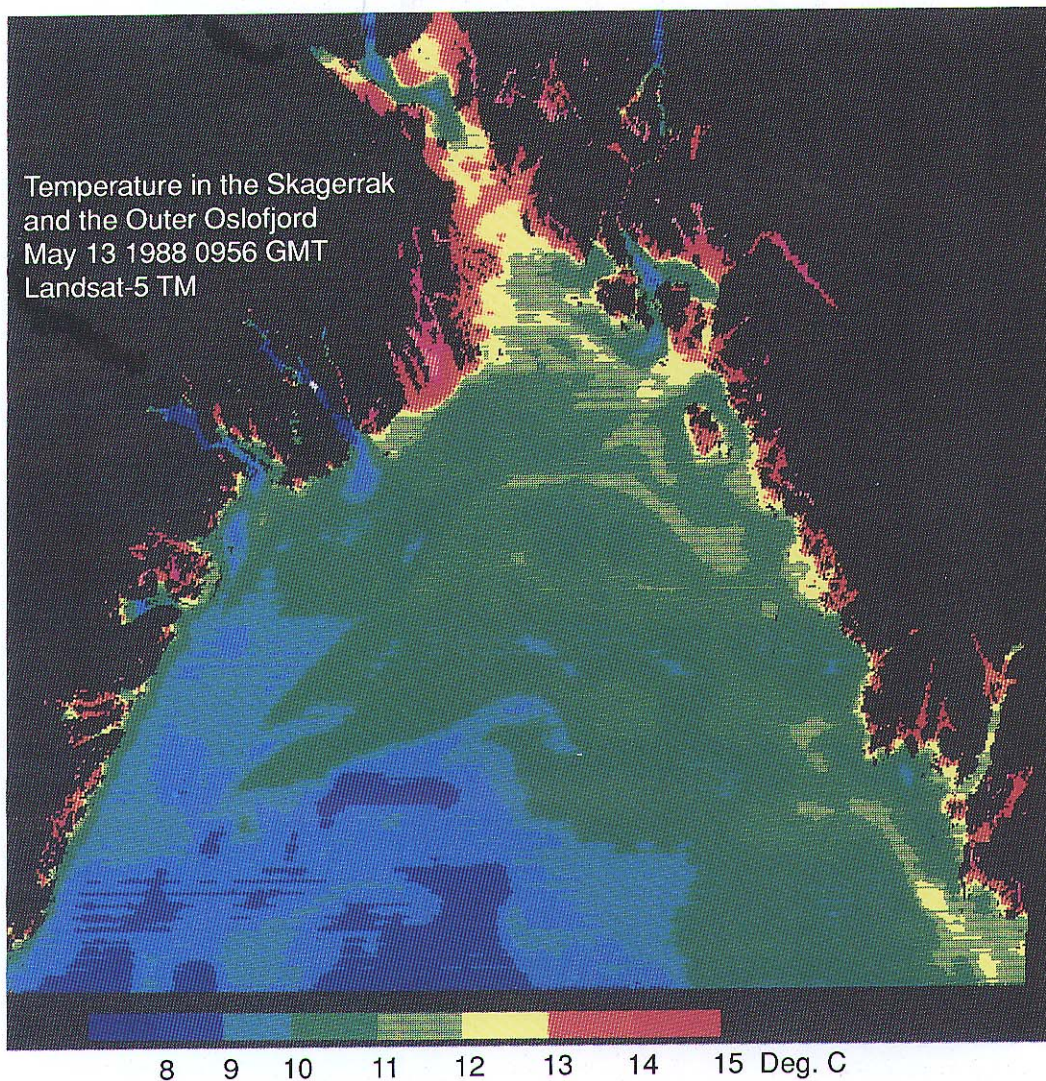 Temperature in the Skagerrak
and the Outer Oslofjord
May 13 1988 0956 GMT
Landsat-5 TM
8 9 10 11 12 13 14 15 Deg. C